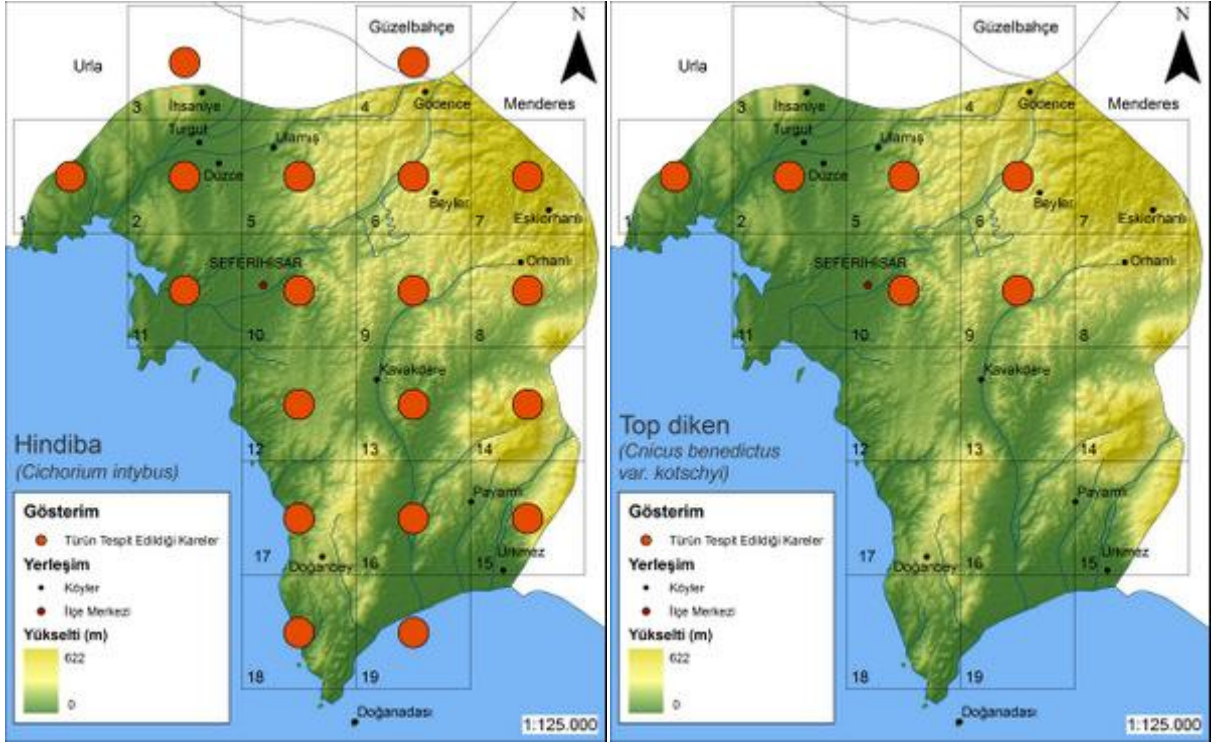 N
Güzelbahçe
Urla
Menderes
3
4
İhsaniye
Gödence
Turgut
Ulamış
Düzce
Beyler
Eskiorhanlı
1
2
5
6
7
SEFERİHİSAR
Orhanlı
11
10
9
8
Kavakdere
12
13
14
Hindiba
(Cichorium intybus)
Payamlı
Gösterim
Türün Tespit Edildiği Kareler
Yerleşim
Köyler
İlçe Merkezi
Yükselti (m)
622
0
17
16
15
Doğanbey
Ürkmez
18
19
Doğanadası
1:125.000
N
Güzelbahçe
Urla
Menderes
3
4
İhsaniye
Gödence
Turgut
Ulamış
Düzce
Beyler
Eskiorhanlı
1
2
5
6
7
SEFERİHİSAR
Orhanlı
11
10
9
8
Kavakdere
12
13
14
Top diken
(Cnicus benedictus
var. kotschyi)
Payamlı
Gösterim
Türün Tespit Edildiği Kareler
Yerleşim
Köyler
İlçe Merkezi
Yükselti (m)
622
0
17
16
15
Doğanbey
Ürkmez
18
19
Doğanadası
1:125.000